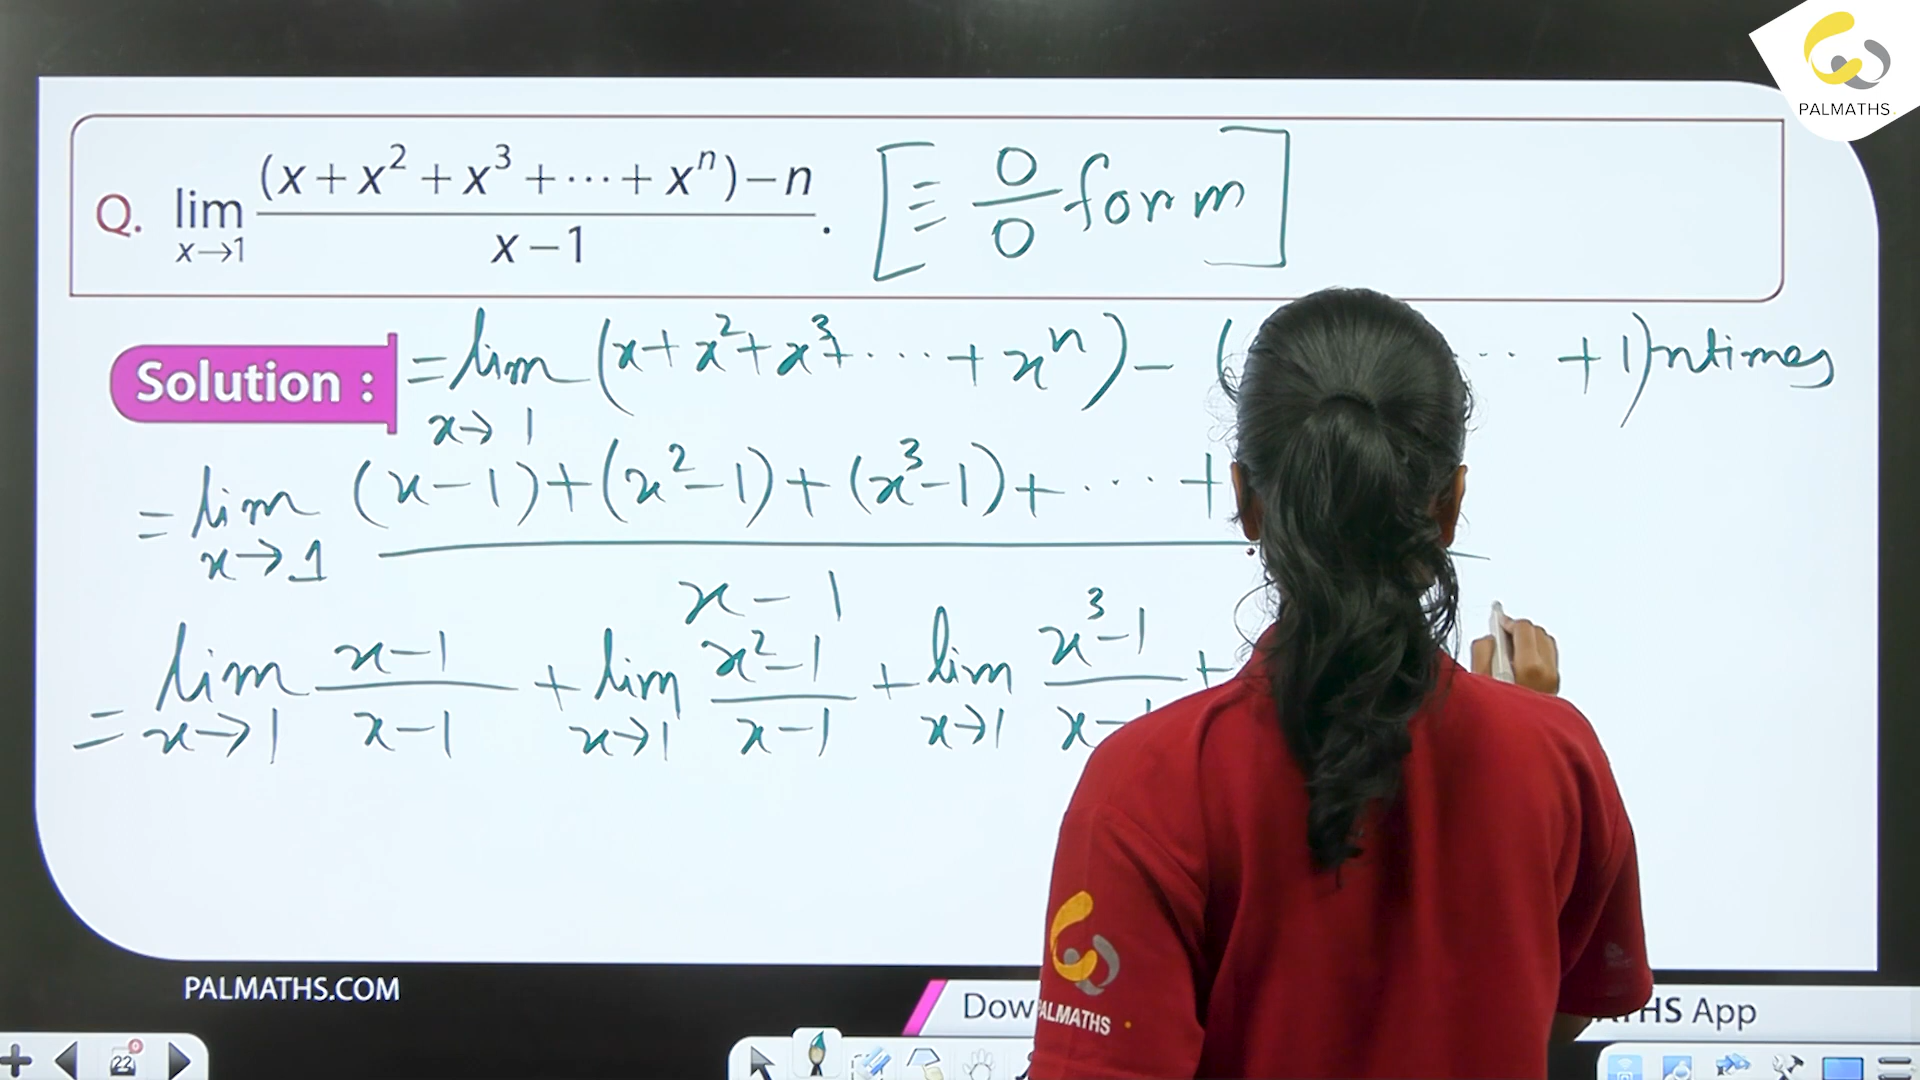 PALMATHS
Q. lim x→1 (x + x² + x³ + ··· + xⁿ) – n / x – 1 . [≡ 0/0 form]
Solution : = lim x→1 (x + x² + x³ + ···· + xⁿ) – ( ·· + 1) n times
= lim x→1 (x – 1) + (x² – 1) + (x³ – 1) + ···· + / x – 1
= lim x→1 x – 1 / x – 1 + lim x→1 x² – 1 / x – 1 + lim x→1 x³ – 1 / x – +
PALMATHS.COM
PALMATHS
App
22